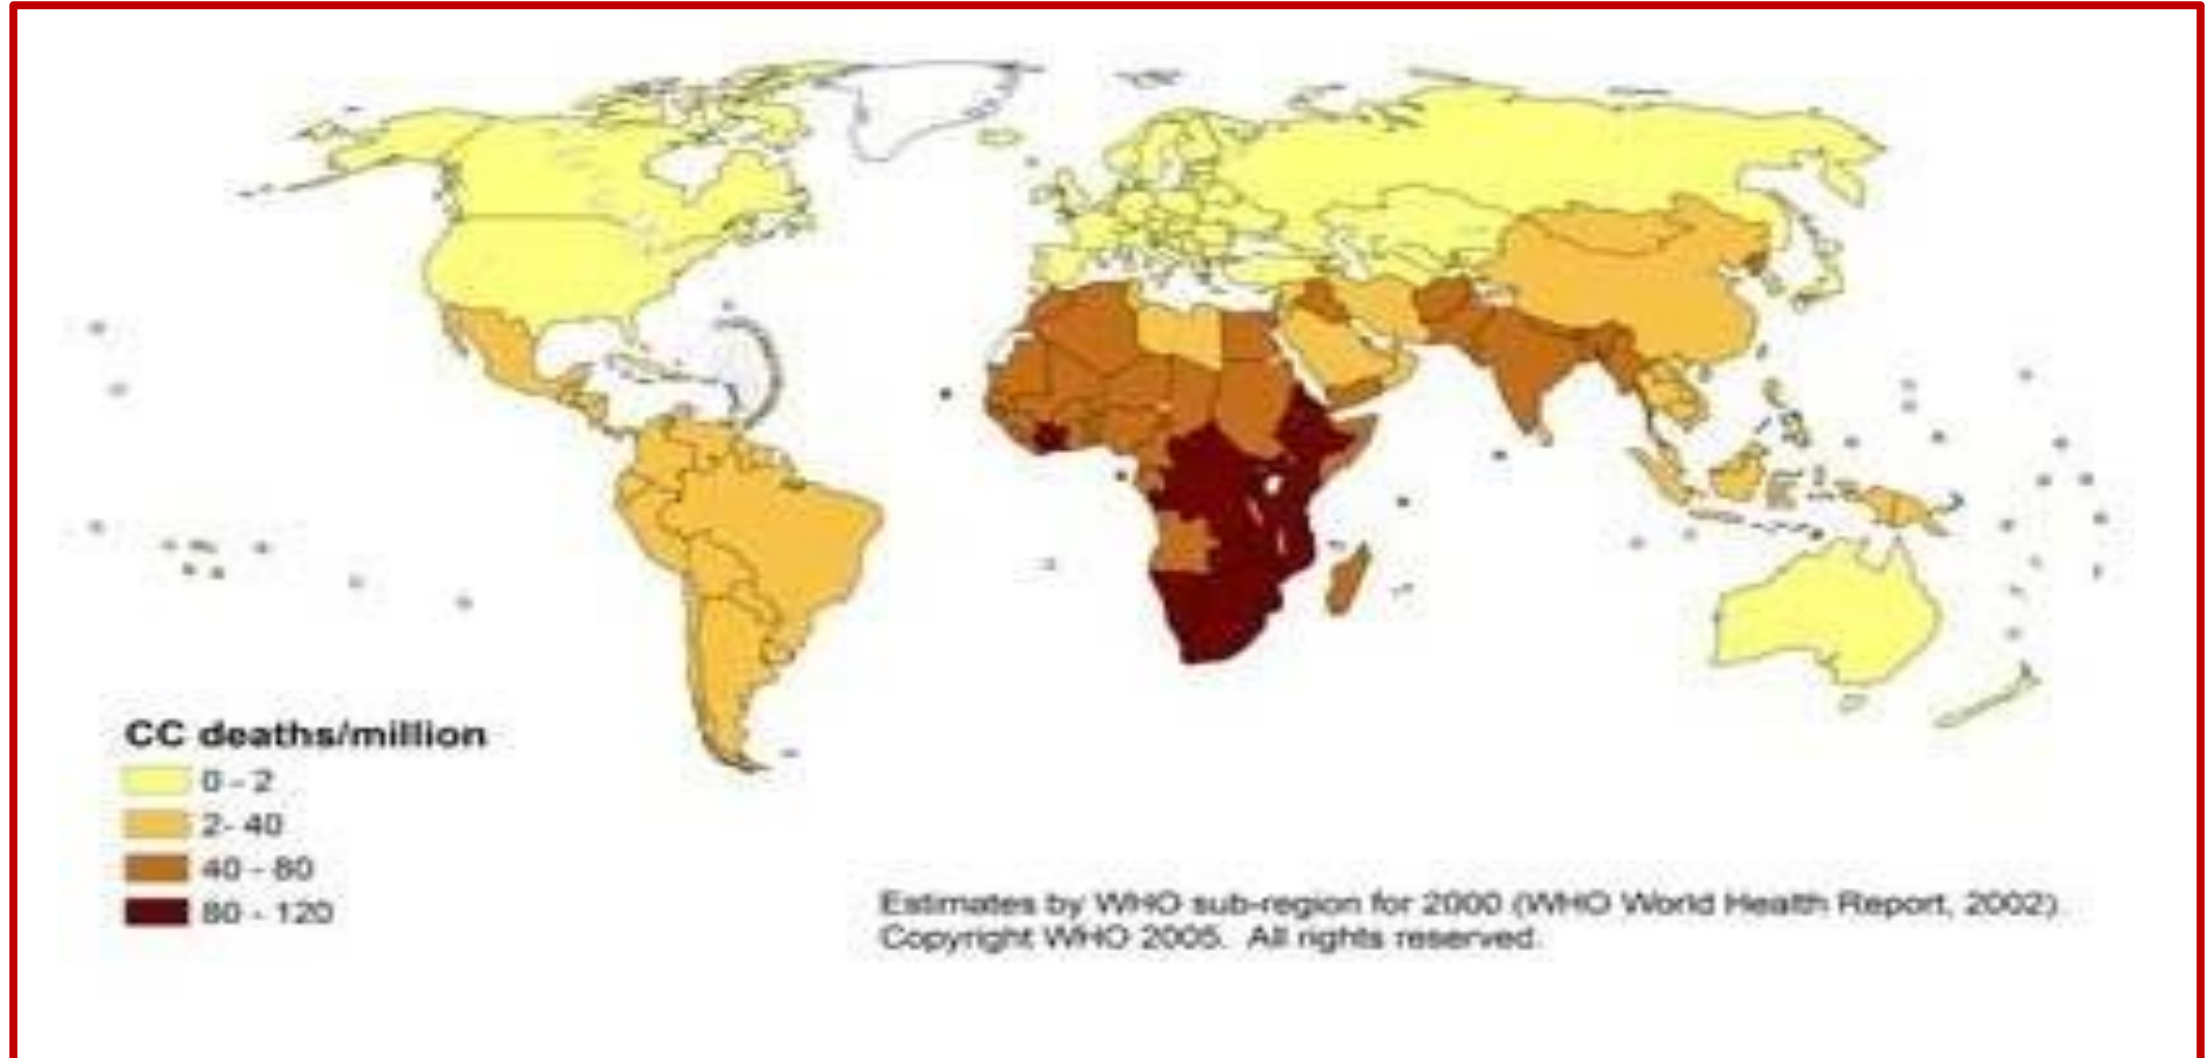 CC deaths/million
0 - 2
2- 40
40 - 80
80 - 120
Estimates by WHO sub-region for 2000 (WHO World Health Report, 2002).
Copyright WHO 2005. All rights reserved.